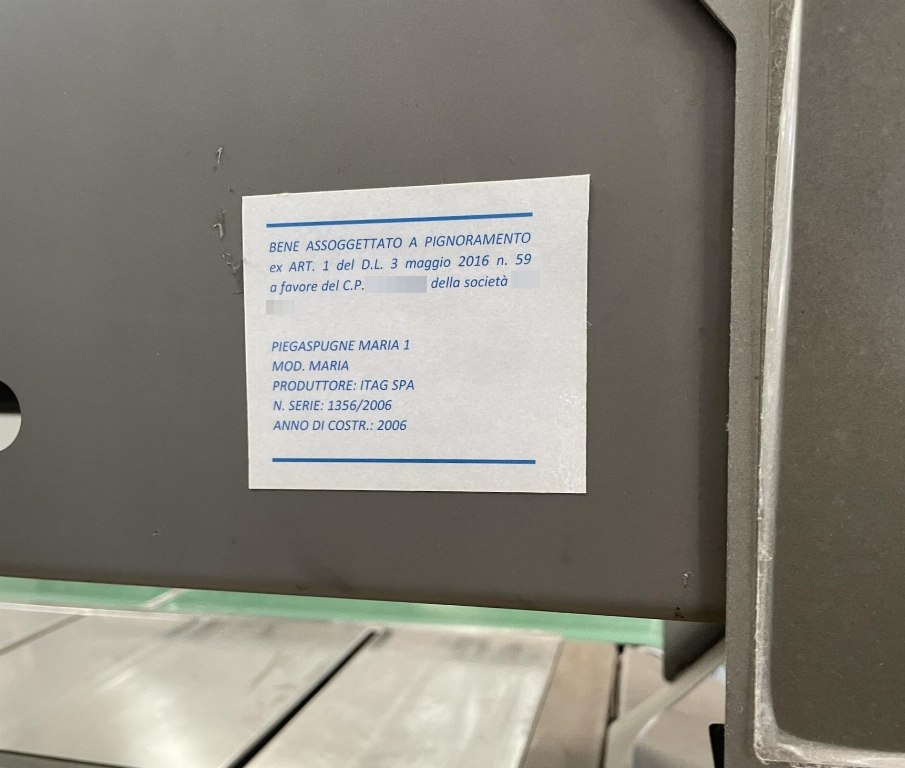 BENE ASSOGGETTATO A PIGNORAMENTO
ex ART. 1 del D.L. 3 maggio 2016 n. 59
a favore del C.P. della società
PIEGASPUGNE MARIA 1
MOD. MARIA
PRODUTTORE: ITAG SPA
N. SERIE: 1356/2006
ANNO DI COSTR.: 2006